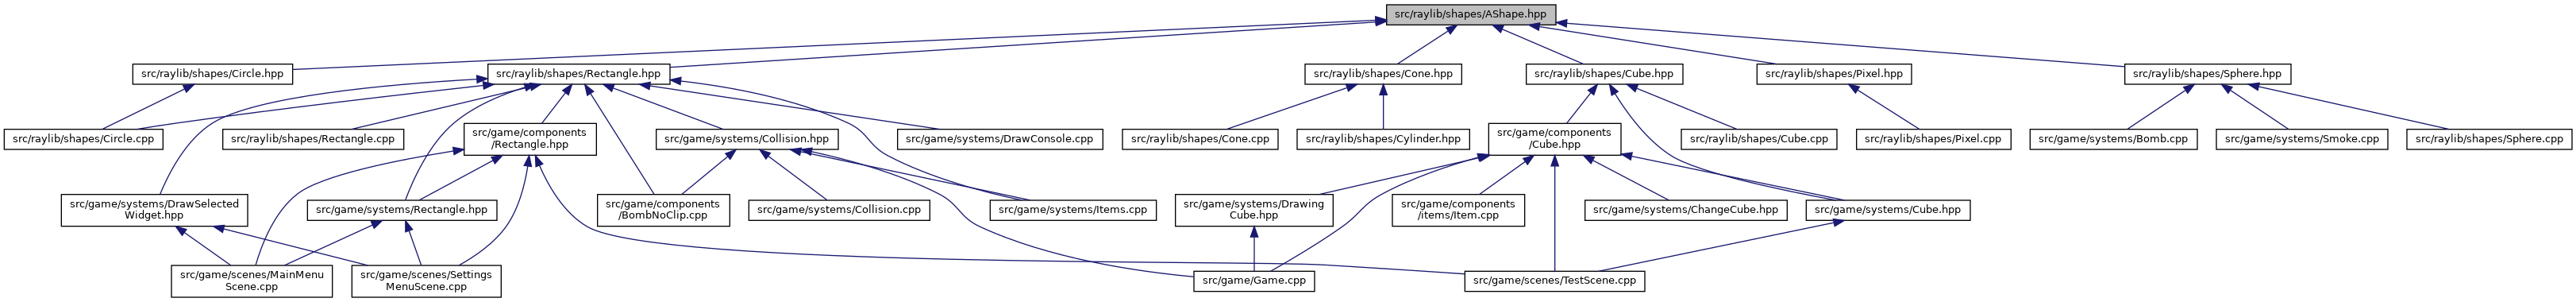 src/raylib/shapes/AShape.hpp
src/raylib/shapes/Circle.hpp
src/raylib/shapes/Rectangle.hpp
src/raylib/shapes/Cone.hpp
src/raylib/shapes/Cube.hpp
src/raylib/shapes/Pixel.hpp
src/raylib/shapes/Sphere.hpp
src/raylib/shapes/Circle.cpp
src/raylib/shapes/Rectangle.cpp
src/game/components
/Rectangle.hpp
src/game/systems/Collision.hpp
src/game/systems/DrawConsole.cpp
src/raylib/shapes/Cone.cpp
src/raylib/shapes/Cylinder.hpp
src/game/components
/Cube.hpp
src/raylib/shapes/Cube.cpp
src/raylib/shapes/Pixel.cpp
src/game/systems/Bomb.cpp
src/game/systems/Smoke.cpp
src/raylib/shapes/Sphere.cpp
src/game/systems/DrawSelected
Widget.hpp
src/game/systems/Rectangle.hpp
src/game/components
/BombNoClip.cpp
src/game/systems/Collision.cpp
src/game/systems/Items.cpp
src/game/systems/Drawing
Cube.hpp
src/game/components
/items/Item.cpp
src/game/systems/ChangeCube.hpp
src/game/systems/Cube.hpp
src/game/scenes/MainMenu
Scene.cpp
src/game/scenes/Settings
MenuScene.cpp
src/game/Game.cpp
src/game/scenes/TestScene.cpp